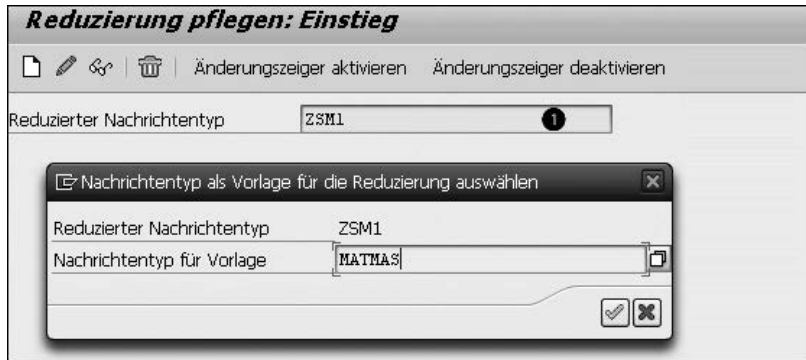 Reduzierung pflegen: Einstieg
Änderungszeiger aktivieren Änderungszeiger deaktivieren
Reduzierter Nachrichtentyp ZSM1 1
Nachrichtentyp als Vorlage für die Reduzierung auswählen
Reduzierter Nachrichtentyp ZSM1
Nachrichtentyp für Vorlage MATMAS